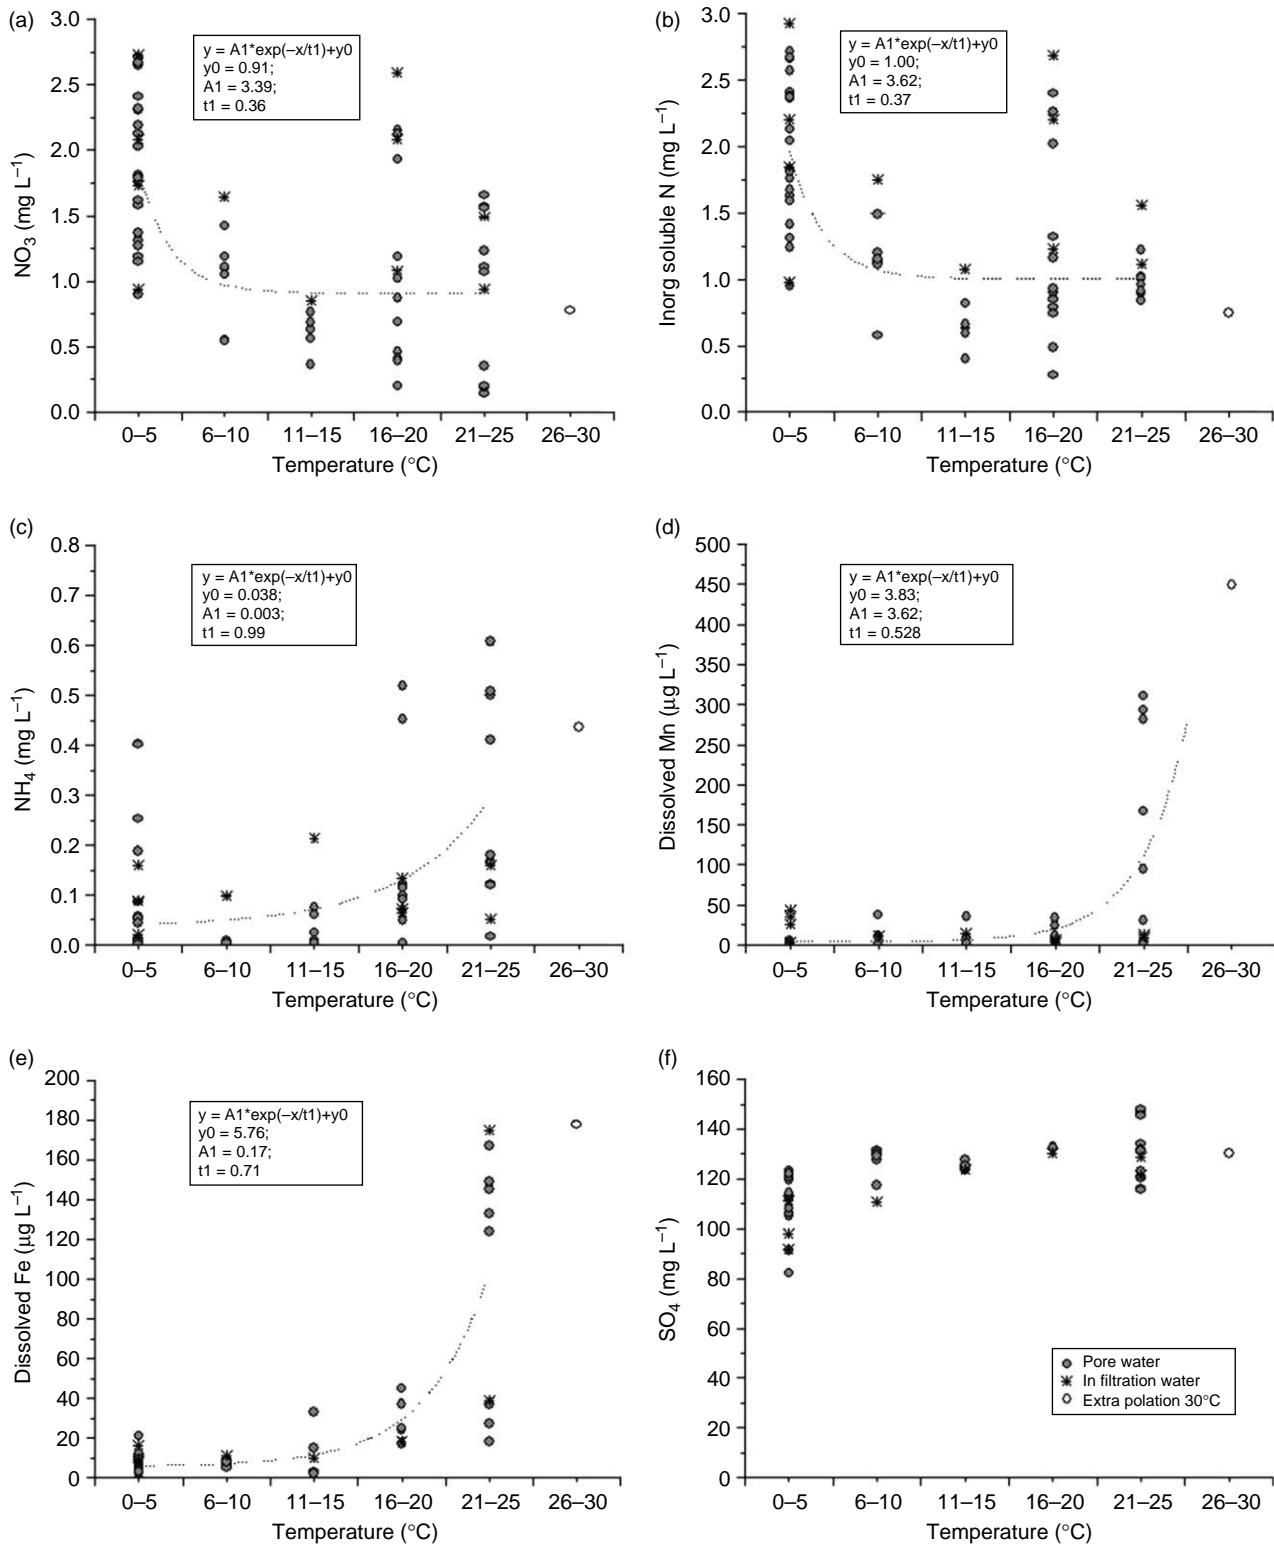 (a)
3.0
2.5
2.0
1.5
1.0
0.5
0.0
NO3 (mg L−1)
y = A1*exp(−x/t1)+y0
y0 = 0.91;
A1 = 3.39;
t1 = 0.36
0–5 6–10 11–15 16–20 21–25 26–30
Temperature (°C)
(b)
3.0
2.5
2.0
1.5
1.0
0.5
0.0
Inorg soluble N (mg L−1)
y = A1*exp(−x/t1)+y0
y0 = 1.00;
A1 = 3.62;
t1 = 0.37
0–5 6–10 11–15 16–20 21–25 26–30
Temperature (°C)
(c)
0.8
0.7
0.6
0.5
0.4
0.3
0.2
0.1
0.0
NH4 (mg L−1)
y = A1*exp(−x/t1)+y0
y0 = 0.038;
A1 = 0.003;
t1 = 0.99
0–5 6–10 11–15 16–20 21–25 26–30
Temperature (°C)
(d)
500
450
400
350
300
250
200
150
100
50
0
Dissolved Mn (µg L−1)
y = A1*exp(−x/t1)+y0
y0 = 3.83;
A1 = 3.62;
t1 = 0.528
0–5 6–10 11–15 16–20 21–25 26–30
Temperature (°C)
(e)
200
180
160
140
120
100
80
60
40
20
0
Dissolved Fe (µg L−1)
y = A1*exp(−x/t1)+y0
y0 = 5.76;
A1 = 0.17;
t1 = 0.71
0–5 6–10 11–15 16–20 21–25 26–30
Temperature (°C)
(f)
160
140
120
100
80
60
40
20
0
SO4 (mg L−1)
Pore water
In filtration water
Extra polation 30°C
0–5 6–10 11–15 16–20 21–25 26–30
Temperature (°C)